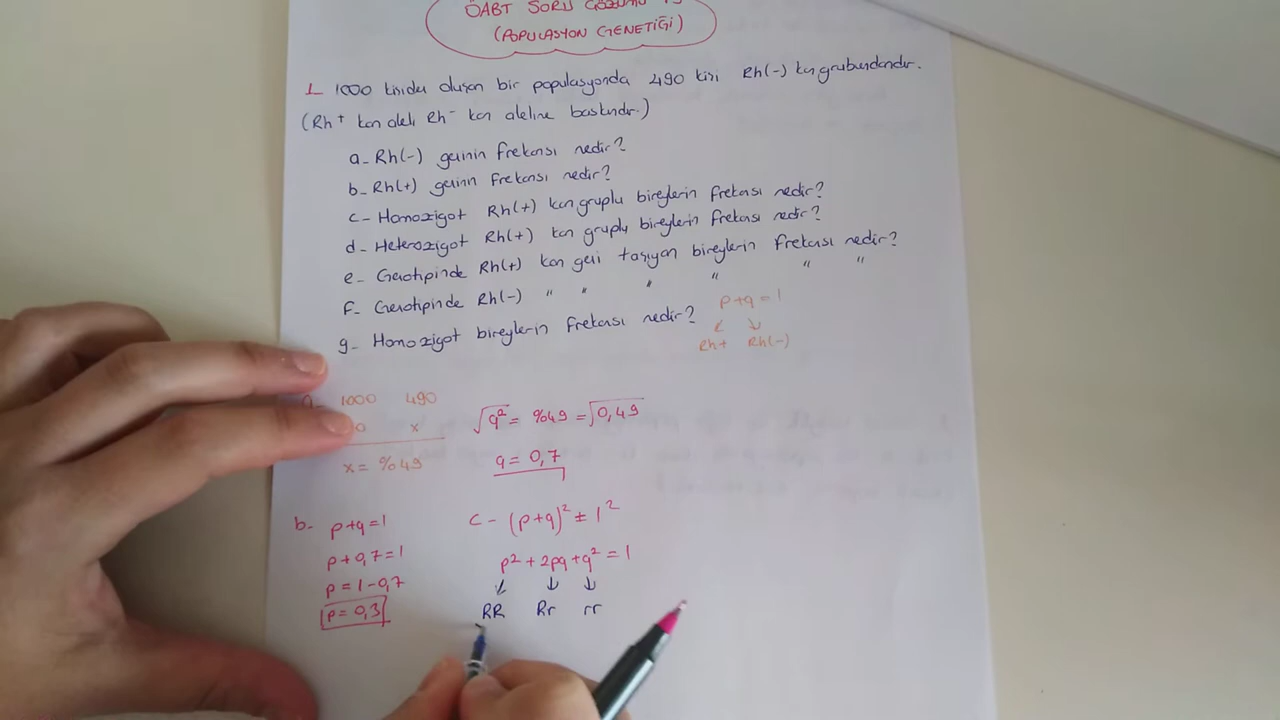 ÖABT SORU ÇÖZÜMÜ
(POPULASYON GENETİĞİ)
1 1000 kişiden oluşan bir populasyonda 490 kişi Rh(-) kan grubundandır.
(Rh+ kan aleli Rh- kan aleline baskındır.)
a- Rh(-) geninin frekansı nedir?
b- Rh(+) geninin frekansı nedir?
c- Homozigot Rh(+) kan gruplu bireylerin frekansı nedir?
d- Heterozigot Rh(+) kan gruplu bireylerin frekansı nedir?
e- Genotipinde Rh(+) kan geni taşıyan bireylerin frekansı nedir?
f- Genotipinde Rh(-) " " " " " "
g- Homozigot bireylerin frekansı nedir?
p+q=1
Rh+ Rh(-)
a- 1000 490
0 x
x = %49
√q² = %49 = √0,49
q = 0,7
b- p+q=1
p+0,7=1
p=1-0,7
p=0,3
c- (p+q)² = 1²
p² + 2pq + q² = 1
RR Rr rr